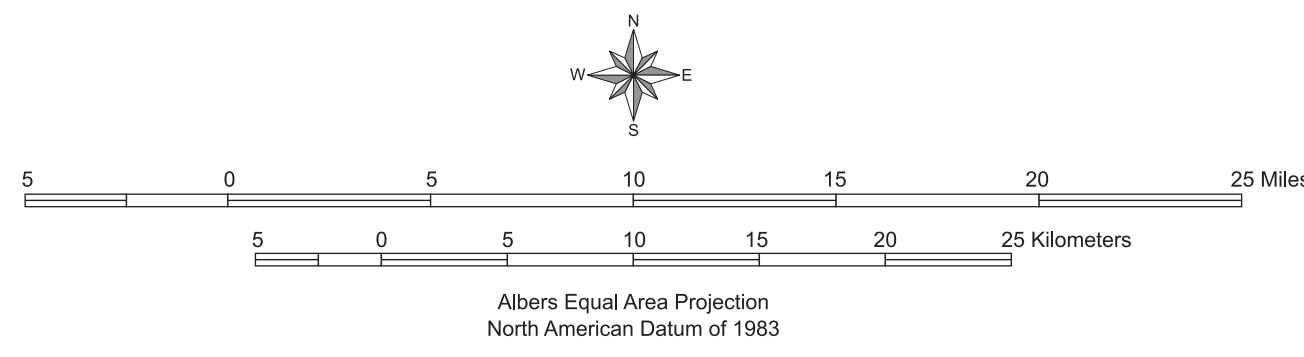 N
W E
S
5 0 5 10 15 20 25 Miles
5 0 5 10 15 20 25 Kilometers
Albers Equal Area Projection
North American Datum of 1983